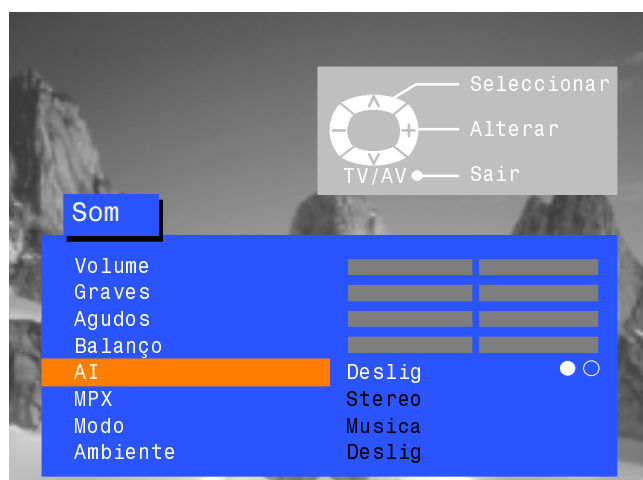 Seleccionar
Alterar
TV/AV Sair
Som
Volume
Graves
Agudos
Balanço
AI Deslig
MPX Stereo
Modo Musica
Ambiente Deslig